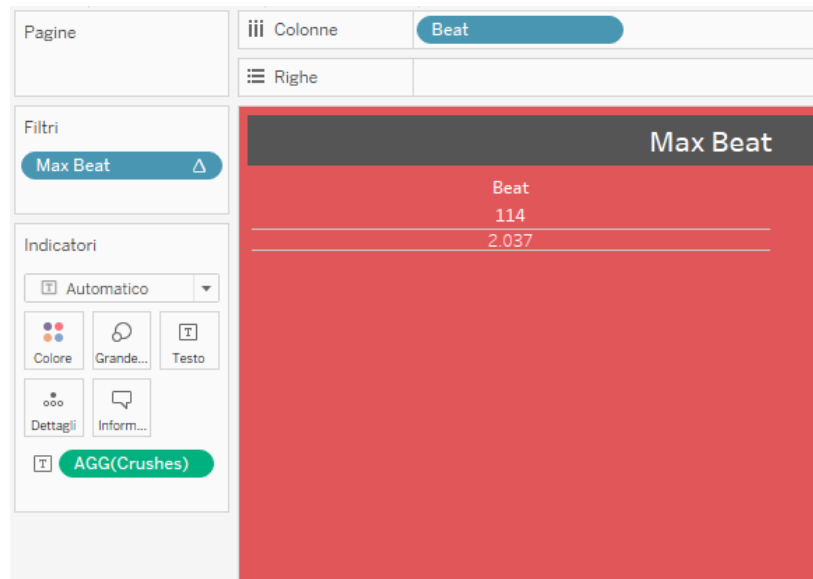 Pagine
iii Colonne
Beat
Righe
Filtri
Max Beat Δ
Max Beat
Beat
114
2.037
Indicatori
T Automatico
Colore
Grande...
T
Testo
Dettagli
Inform...
T AGG(Crushes)